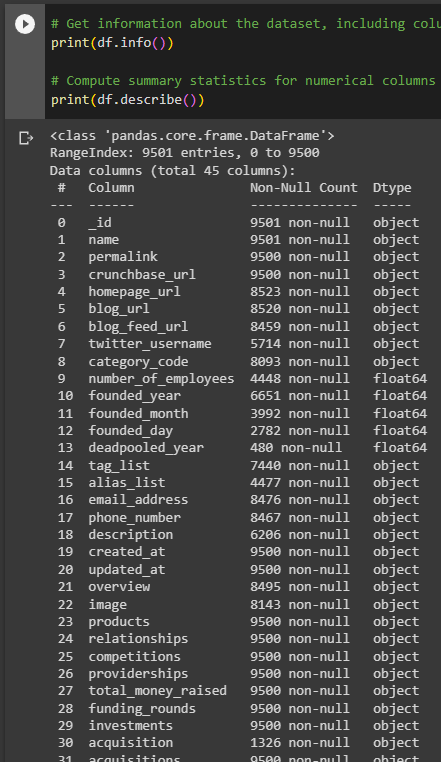 # Get information about the dataset, including colu
print(df.info())
# Compute summary statistics for numerical columns
print(df.describe())
<class 'pandas.core.frame.DataFrame'>
RangeIndex: 9501 entries, 0 to 9500
Data columns (total 45 columns):
#   Column   Non-Null Count   Dtype
---  ------   --------------   -----
0   _id   9501 non-null   object
1   name   9501 non-null   object
2   permalink   9500 non-null   object
3   crunchbase_url   9500 non-null   object
4   homepage_url   8523 non-null   object
5   blog_url   8520 non-null   object
6   blog_feed_url   8459 non-null   object
7   twitter_username   5714 non-null   object
8   category_code   8093 non-null   object
9   number_of_employees   4448 non-null   float64
10   founded_year   6651 non-null   float64
11   founded_month   3992 non-null   float64
12   founded_day   2782 non-null   float64
13   deadpooled_year   480 non-null   float64
14   tag_list   7440 non-null   object
15   alias_list   4477 non-null   object
16   email_address   8476 non-null   object
17   phone_number   8467 non-null   object
18   description   6206 non-null   object
19   created_at   9500 non-null   object
20   updated_at   9500 non-null   object
21   overview   8495 non-null   object
22   image   8143 non-null   object
23   products   9500 non-null   object
24   relationships   9500 non-null   object
25   competitions   9500 non-null   object
26   providerships   9500 non-null   object
27   total_money_raised   9500 non-null   object
28   funding_rounds   9500 non-null   object
29   investments   9500 non-null   object
30   acquisition   1326 non-null   object
31   acquisitions   9500 non-null   object